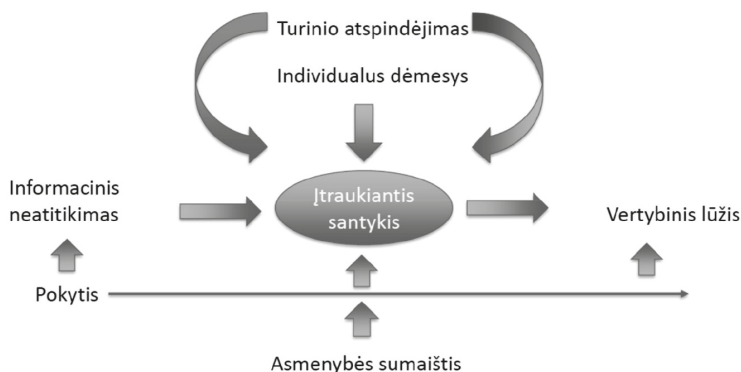 Turinio atspindėjimas
Individualus dėmesys
Informacinis
neatitikimas
Įtraukiantis
santykis
Vertybinis lūžis
Pokytis
Asmenybės sumaištis